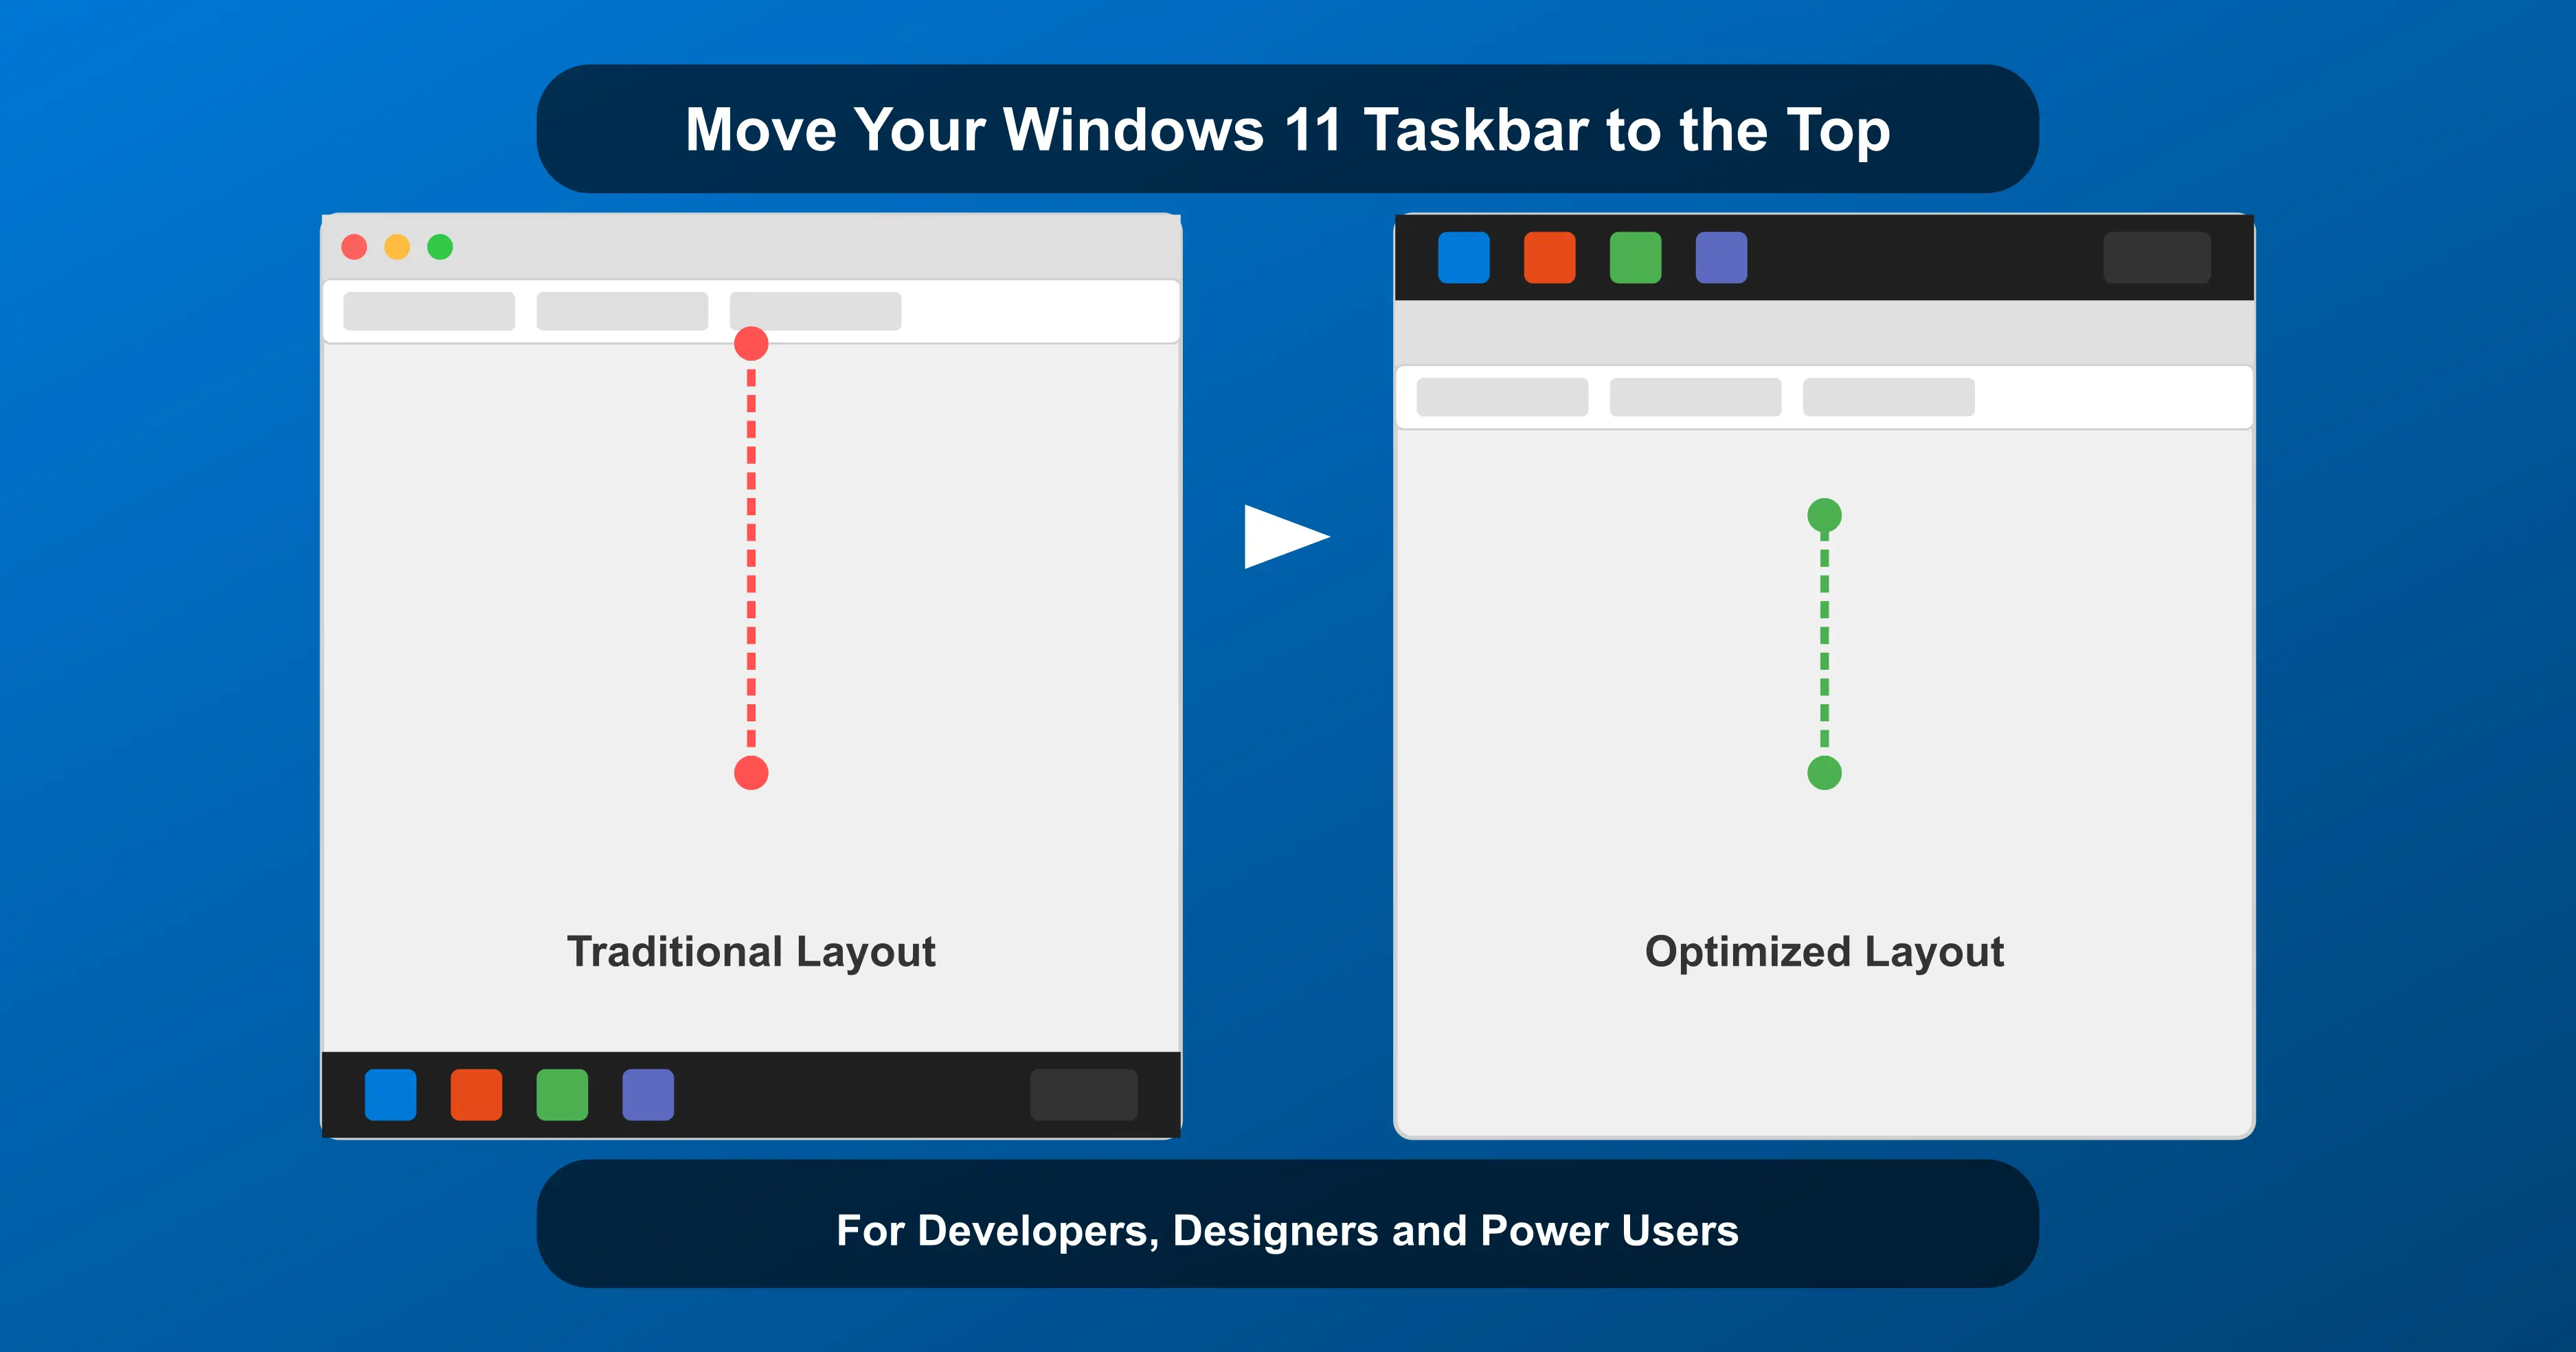 Move Your Windows 11 Taskbar to the Top
Traditional Layout
Optimized Layout
For Developers, Designers and Power Users